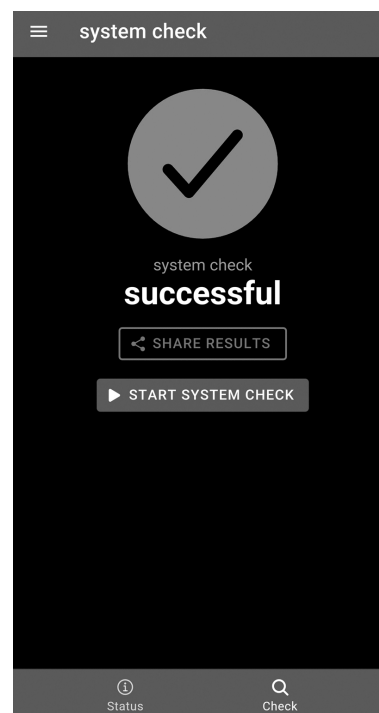 system check
system check
successful
SHARE RESULTS
START SYSTEM CHECK
Status
Check